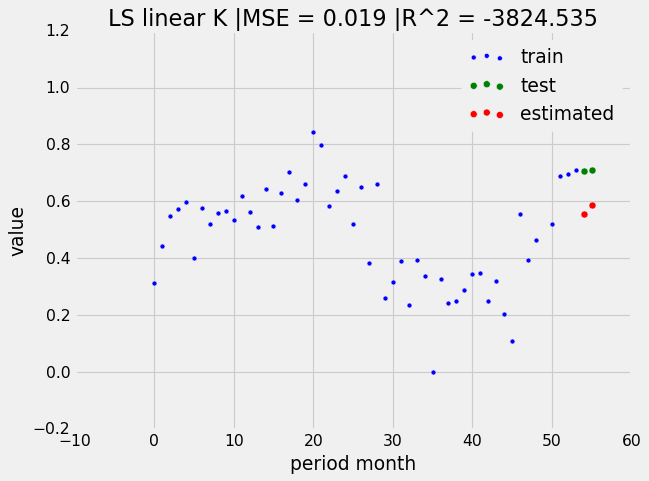 LS linear K |MSE = 0.019 |R^2 = -3824.535
1.2
1.0
0.8
0.6
0.4
0.2
0.0
−0.2
value
train
test
estimated
−10 0 10 20 30 40 50 60
period month